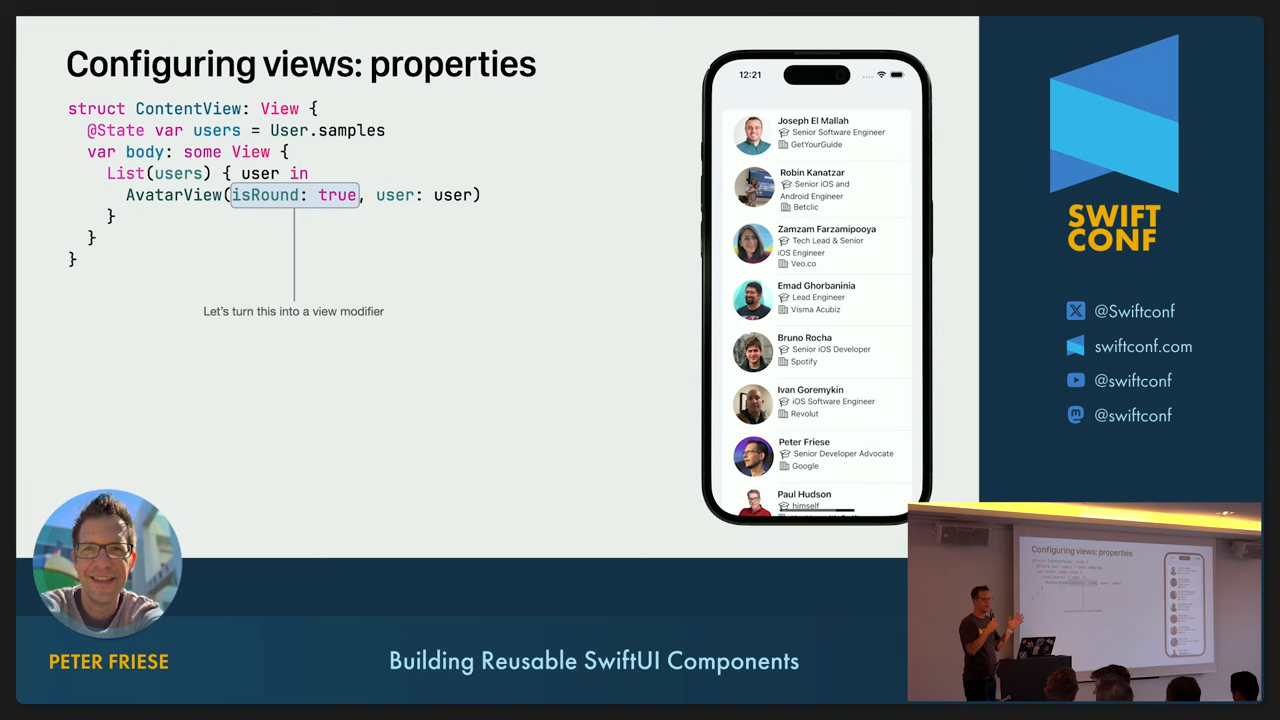 Configuring views: properties
struct ContentView: View {
@State var users = User.samples
var body: some View {
List(users) { user in
AvatarView(isRound: true, user: user)
}
}
}
Let's turn this into a view modifier
12:21
Joseph El Mallah
Senior Software Engineer
GetYourGuide
Robin Kanatzar
Senior iOS and
Android Engineer
Betclic
Zamzam Farzamipooya
Tech Lead & Senior
iOS Engineer
Veo.co
Emad Ghorbaninia
Lead Engineer
Visma Acubiz
Bruno Rocha
Senior iOS Developer
Spotify
Ivan Goremykin
iOS Software Engineer
Revolut
Peter Friese
Senior Developer Advocate
Google
Paul Hudson
himself
SWIFT
CONF
@Swiftconf
swiftconf.com
@swiftconf
@swiftconf
PETER FRIESE
Building Reusable SwiftUI Components
Configuring views: properties